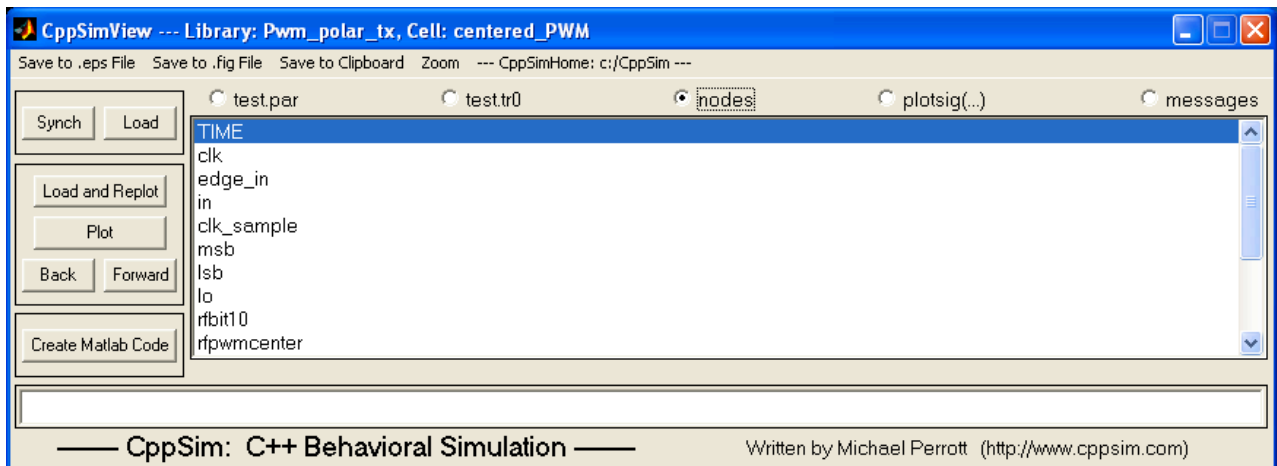 CppSimView --- Library: Pwm_polar_tx, Cell: centered_PWM
Save to .eps File Save to .fig File Save to Clipboard Zoom --- CppSimHome: c:/CppSim ---
test.par test.tr0 nodes plotsig(...) messages
Synch Load
TIME
clk
edge_in
in
clk_sample
msb
lsb
lo
rfbit10
rfpwmcenter
Load and Replot
Plot
Back Forward
Create Matlab Code
CppSim: C++ Behavioral Simulation
Written by Michael Perrott (http://www.cppsim.com)